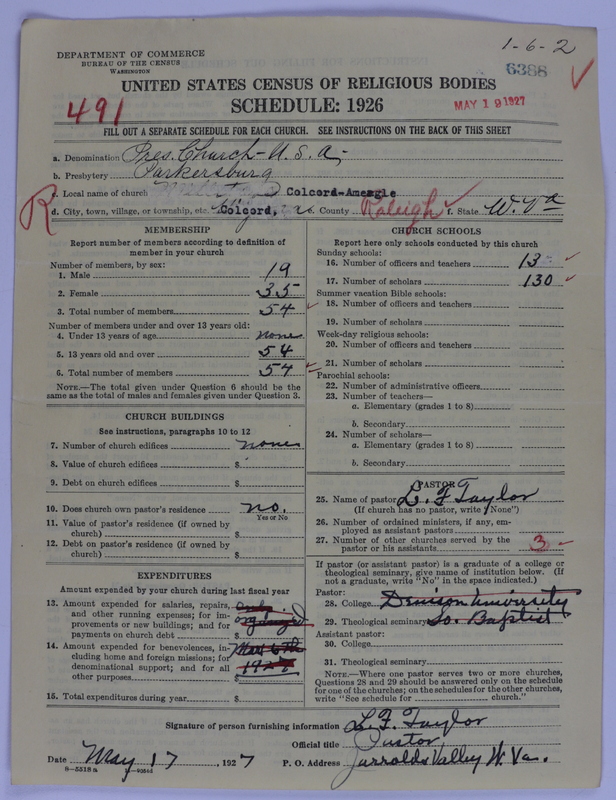 1-6-2
DEPARTMENT OF COMMERCE
BUREAU OF THE CENSUS
WASHINGTON
6388
UNITED STATES CENSUS OF RELIGIOUS BODIES
SCHEDULE: 1926
491
MAY 19 1927
FILL OUT A SEPARATE SCHEDULE FOR EACH CHURCH. SEE INSTRUCTIONS ON THE BACK OF THIS SHEET
a. Denomination Pres. Church - U.S.A.
b. Presbytery Parkersburg
c. Local name of church Colcord-Ameagle
R
d. City, town, village, or township, etc. Colcord, e. County Raleigh f. State W. Va
MEMBERSHIP
Report number of members according to definition of
member in your church
Number of members, by sex:
1. Male 19
2. Female 35
3. Total number of members 54
Number of members under and over 13 years old:
4. Under 13 years of age none
5. 13 years old and over 54
6. Total number of members 54
NOTE.—The total given under Question 6 should be the
same as the total of males and females given under Question 3.
CHURCH BUILDINGS
See instructions, paragraphs 10 to 12
7. Number of church edifices none
8. Value of church edifices $
9. Debt on church edifices $
10. Does church own pastor's residence no.
Yes or No
11. Value of pastor's residence (if owned by
church) $
12. Debt on pastor's residence (if owned by
church) $
EXPENDITURES
Amount expended by your church during last fiscal year
13. Amount expended for salaries, repairs, only
and other running expenses; for im-
provements or new buildings; and for organized
payments on church debt $
14. Amount expended for benevolences, in-
cluding home and foreign missions; for
denominational support; and for all 1927
other purposes $
15. Total expenditures during year $
CHURCH SCHOOLS
Report here only schools conducted by this church
Sunday schools:
16. Number of officers and teachers 13
17. Number of scholars 130
Summer vacation Bible schools:
18. Number of officers and teachers
19. Number of scholars
Week-day religious schools:
20. Number of officers and teachers
21. Number of scholars
Parochial schools:
22. Number of administrative officers
23. Number of teachers—
a. Elementary (grades 1 to 8)
b. Secondary
24. Number of scholars—
a. Elementary (grades 1 to 8)
b. Secondary
PASTOR
25. Name of pastor L. F. Taylor
(If church has no pastor, write "None")
26. Number of ordained ministers, if any, em-
ployed as assistant pastors
27. Number of other churches served by the
pastor or his assistants 3
If pastor (or assistant pastor) is a graduate of a college or
theological seminary, give name of institution below. (If
not a graduate, write "No" in the space indicated.)
Pastor:
28. College Denison University
29. Theological seminary So. Baptist
Assistant pastor:
30. College
31. Theological seminary
NOTE.—Where one pastor serves two or more churches,
Questions 28 and 29 should be answered only on the schedule
for one of the churches; on the schedules for the other churches,
write "See schedule for church."
Signature of person furnishing information L. F. Taylor
Official title Pastor
Date May 17, 1927 P. O. Address Jarrolds Valley W. Va.
8-5518 a